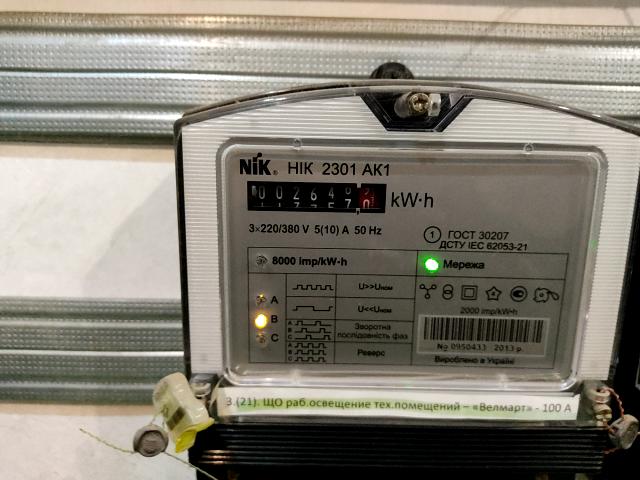 NiK® НІК 2301 АК1
002648 kW·h
3×220/380 V 5(10) A 50 Hz
1 ГОСТ 30207
ДСТУ IEC 62053-21
8000 imp/kW·h
Мережа
U>>Uном
A
B
U<<Uном
C
Зворотна
послідовність фаз
Реверс
A
B
C
A
B
C
2000 imp/kW·h
№ 0950433 2013 р.
Вироблено в Україні
3.(21). ЩО раб.освещение тех.помещений – «Велмарт» - 100 А